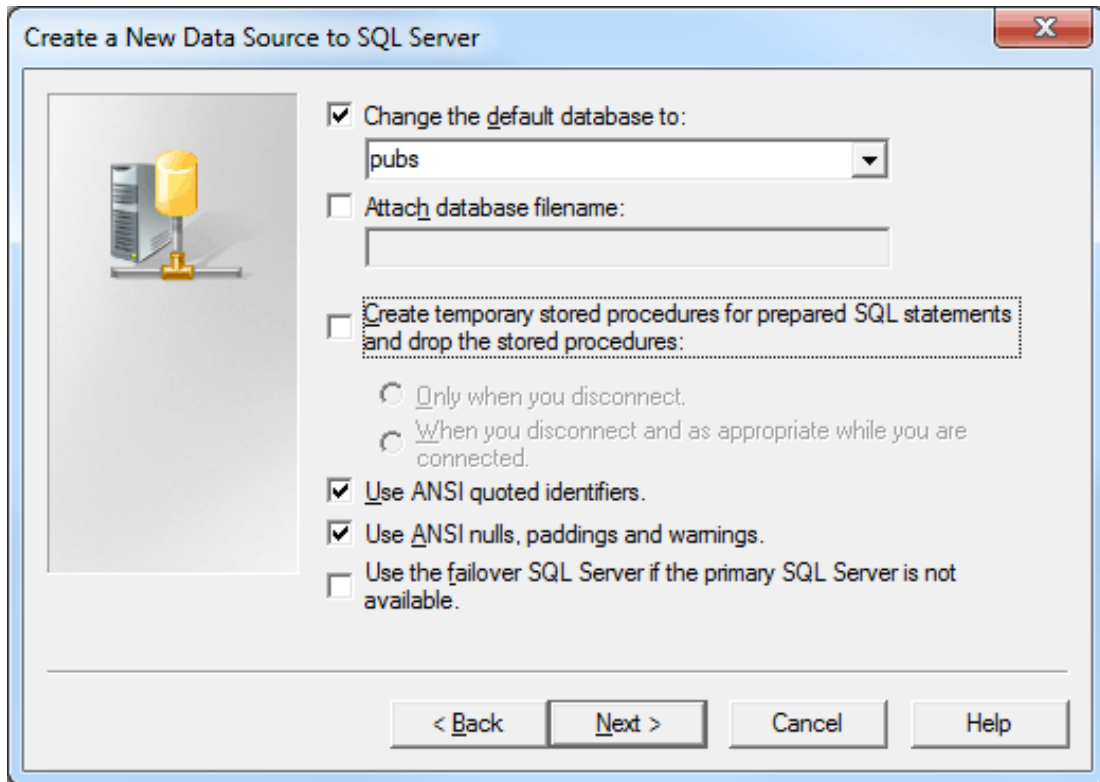 Create a New Data Source to SQL Server
X
Change the default database to:
pubs
Attach database filename:
Create temporary stored procedures for prepared SQL statements
and drop the stored procedures:
Only when you disconnect.
When you disconnect and as appropriate while you are
connected.
Use ANSI quoted identifiers.
Use ANSI nulls, paddings and warnings.
Use the failover SQL Server if the primary SQL Server is not
available.
< Back Next > Cancel Help